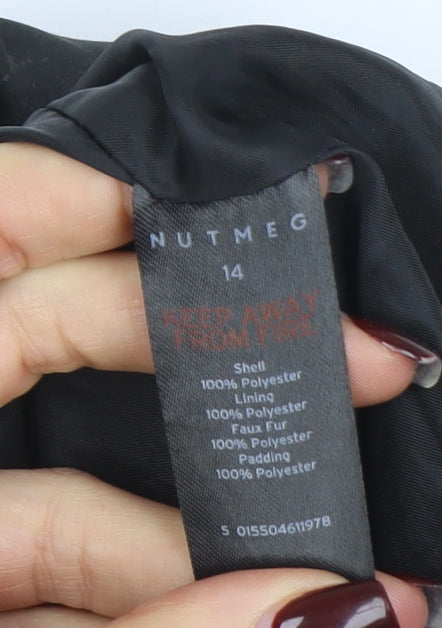 NUTMEG
14
KEEP AWAY
FROM FIRE
Shell
100% Polyester
Lining
100% Polyester
Faux Fur
100% Polyester
Padding
100% Polyester
S 015504611978